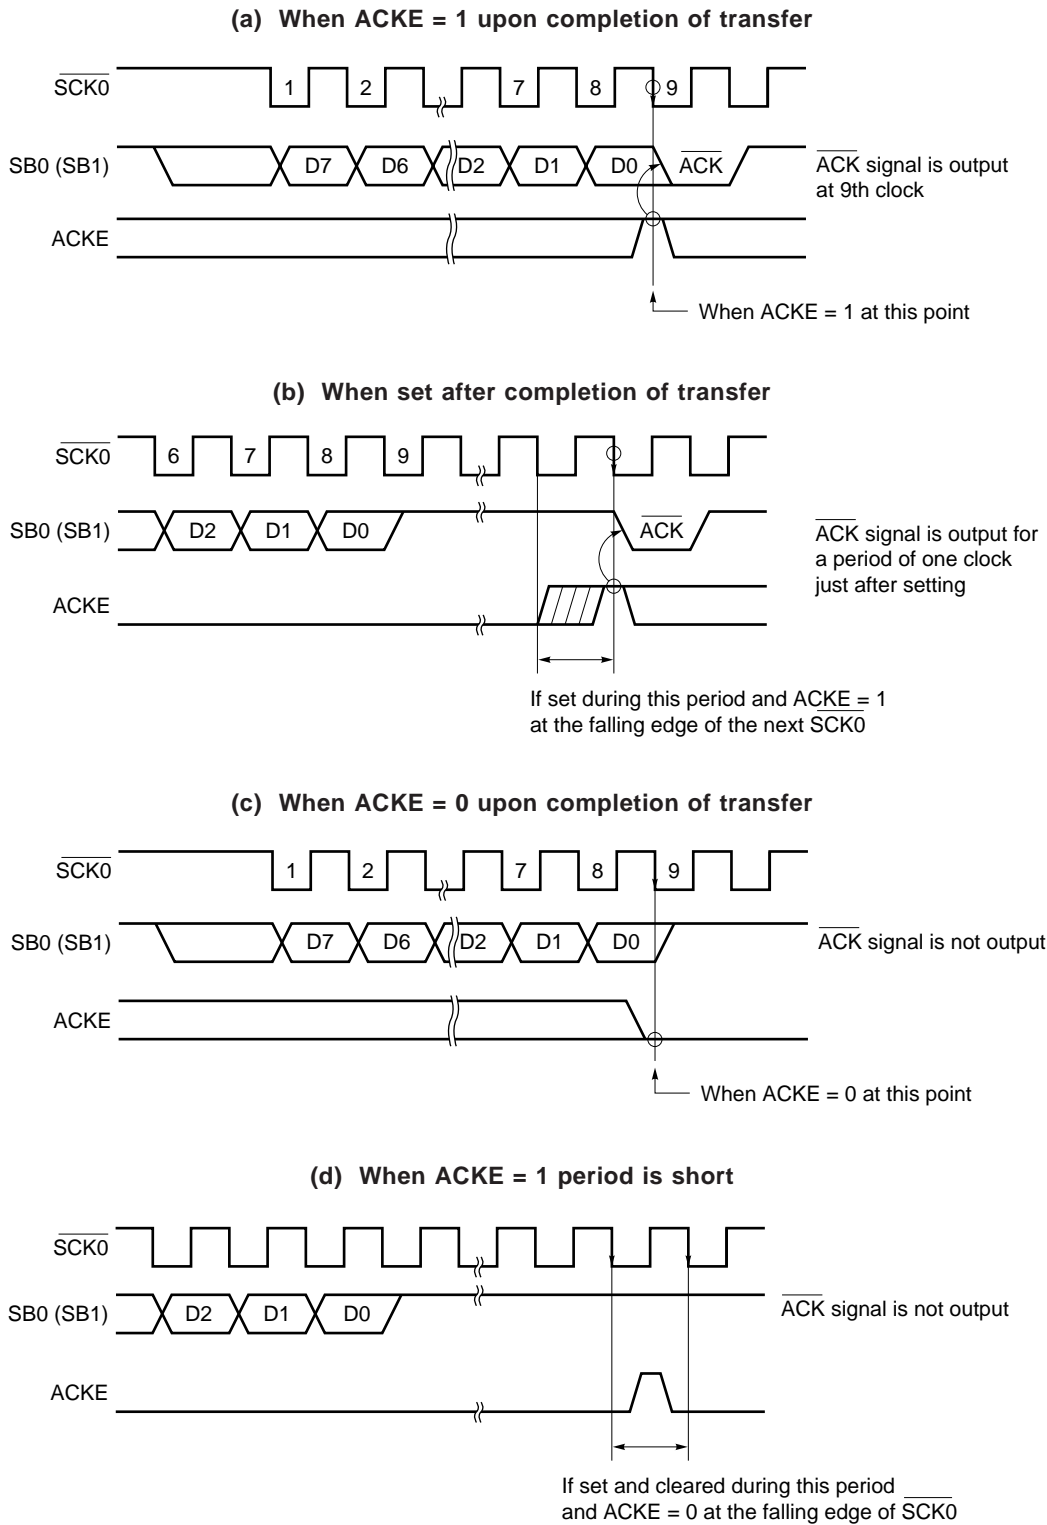 (a) When ACKE = 1 upon completion of transfer
SCK0
1 2 7 8 9
SB0 (SB1)
D7 D6 D2 D1 D0 ACK
ACK signal is output
at 9th clock
ACKE
When ACKE = 1 at this point
(b) When set after completion of transfer
SCK0
6 7 8 9
SB0 (SB1)
D2 D1 D0 ACK
ACK signal is output for
a period of one clock
just after setting
ACKE
If set during this period and ACKE = 1
at the falling edge of the next SCK0
(c) When ACKE = 0 upon completion of transfer
SCK0
1 2 7 8 9
SB0 (SB1)
D7 D6 D2 D1 D0
ACK signal is not output
ACKE
When ACKE = 0 at this point
(d) When ACKE = 1 period is short
SCK0
SB0 (SB1)
D2 D1 D0
ACK signal is not output
ACKE
If set and cleared during this period
and ACKE = 0 at the falling edge of SCK0